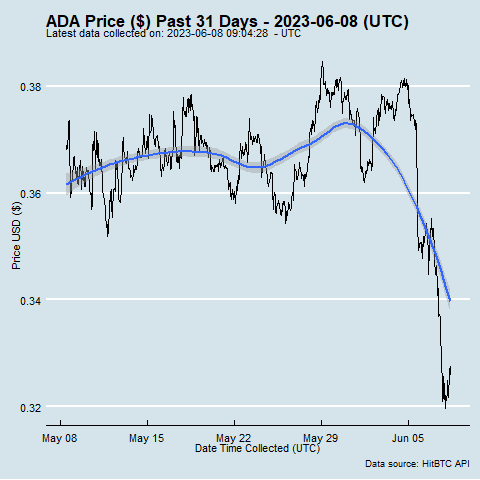 ADA Price ($) Past 31 Days - 2023-06-08 (UTC)
Latest data collected on: 2023-06-08 09:04:28  - UTC
0.38
0.36
0.34
0.32
Price USD ($)
May 08
May 15
May 22
May 29
Jun 05
Date Time Collected (UTC)
Data source: HitBTC API